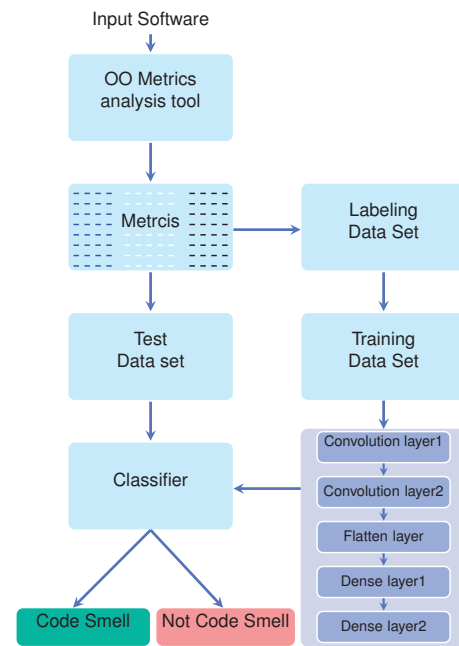 Input Software
OO Metrics
analysis tool
Metrcis
Labeling
Data Set
Test
Data set
Training
Data Set
Classifier
Convolution layer1
Convolution layer2
Flatten layer
Dense layer1
Dense layer2
Code Smell
Not Code Smell